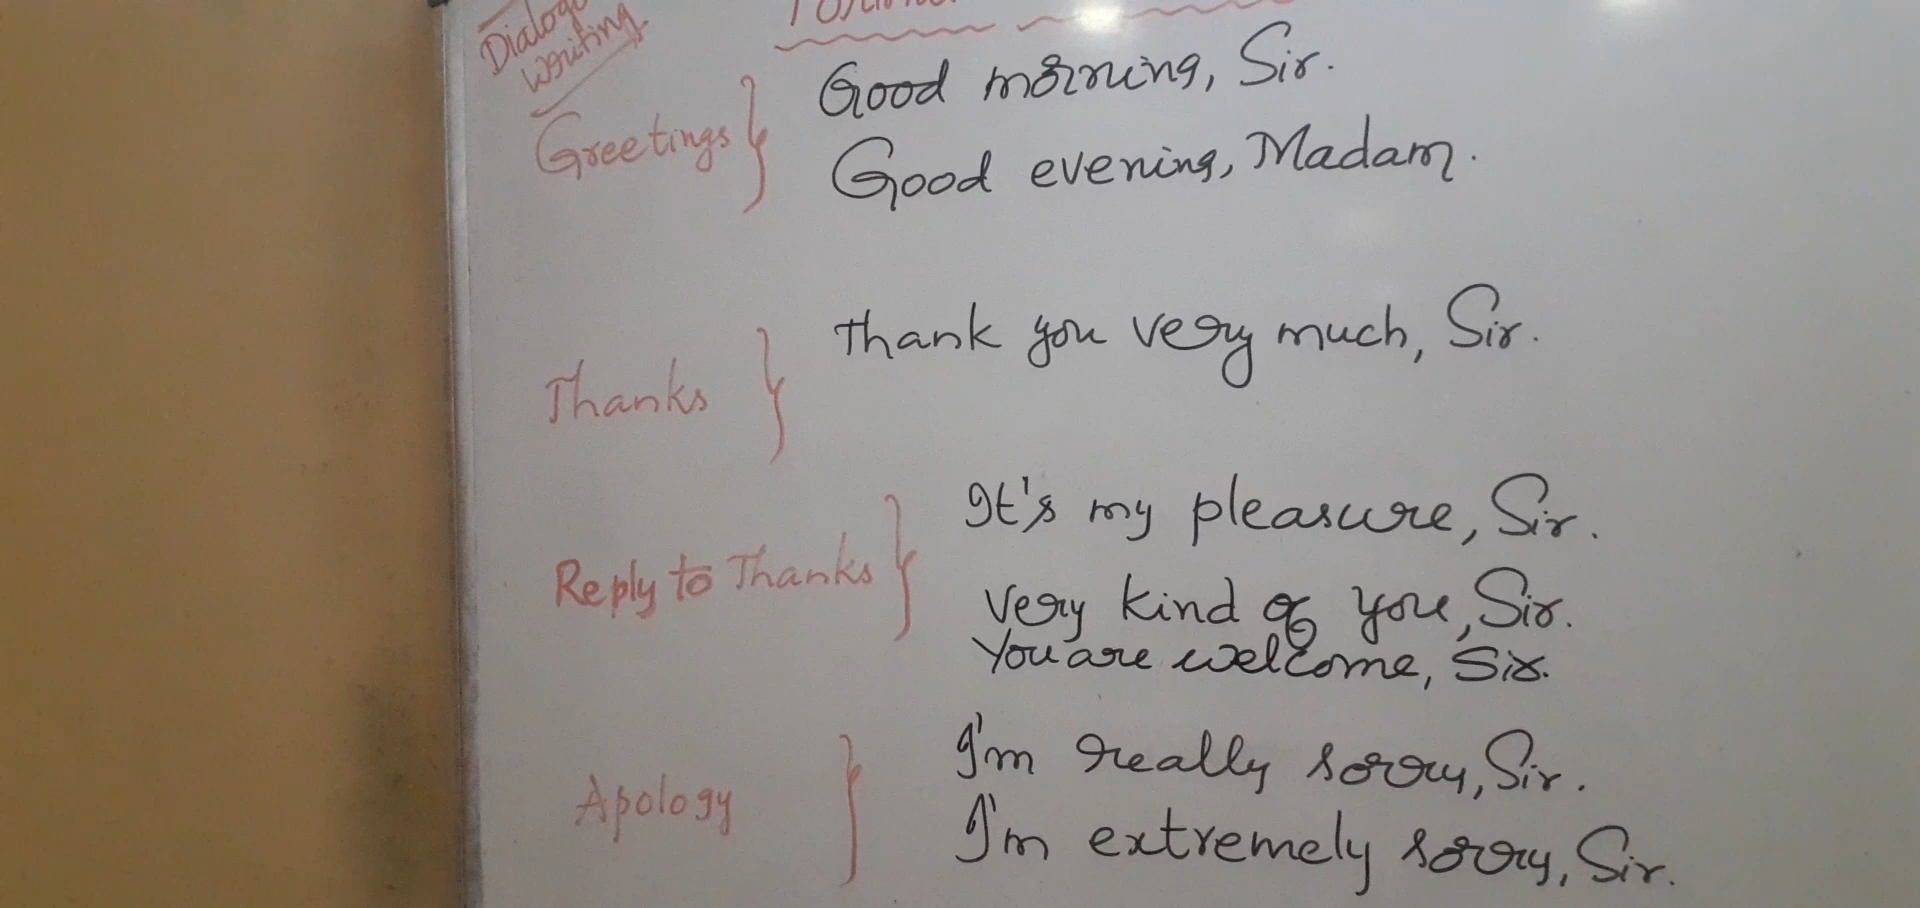 Dialogue
Writing
Greetings } Good morning, Sir.
Good evening, Madam.
Thanks } Thank you very much, Sir.
Reply to Thanks } It's my pleasure, Sir.
Very kind of you, Sir.
You are welcome, Sir.
Apology } I'm really sorry, Sir.
I'm extremely sorry, Sir.